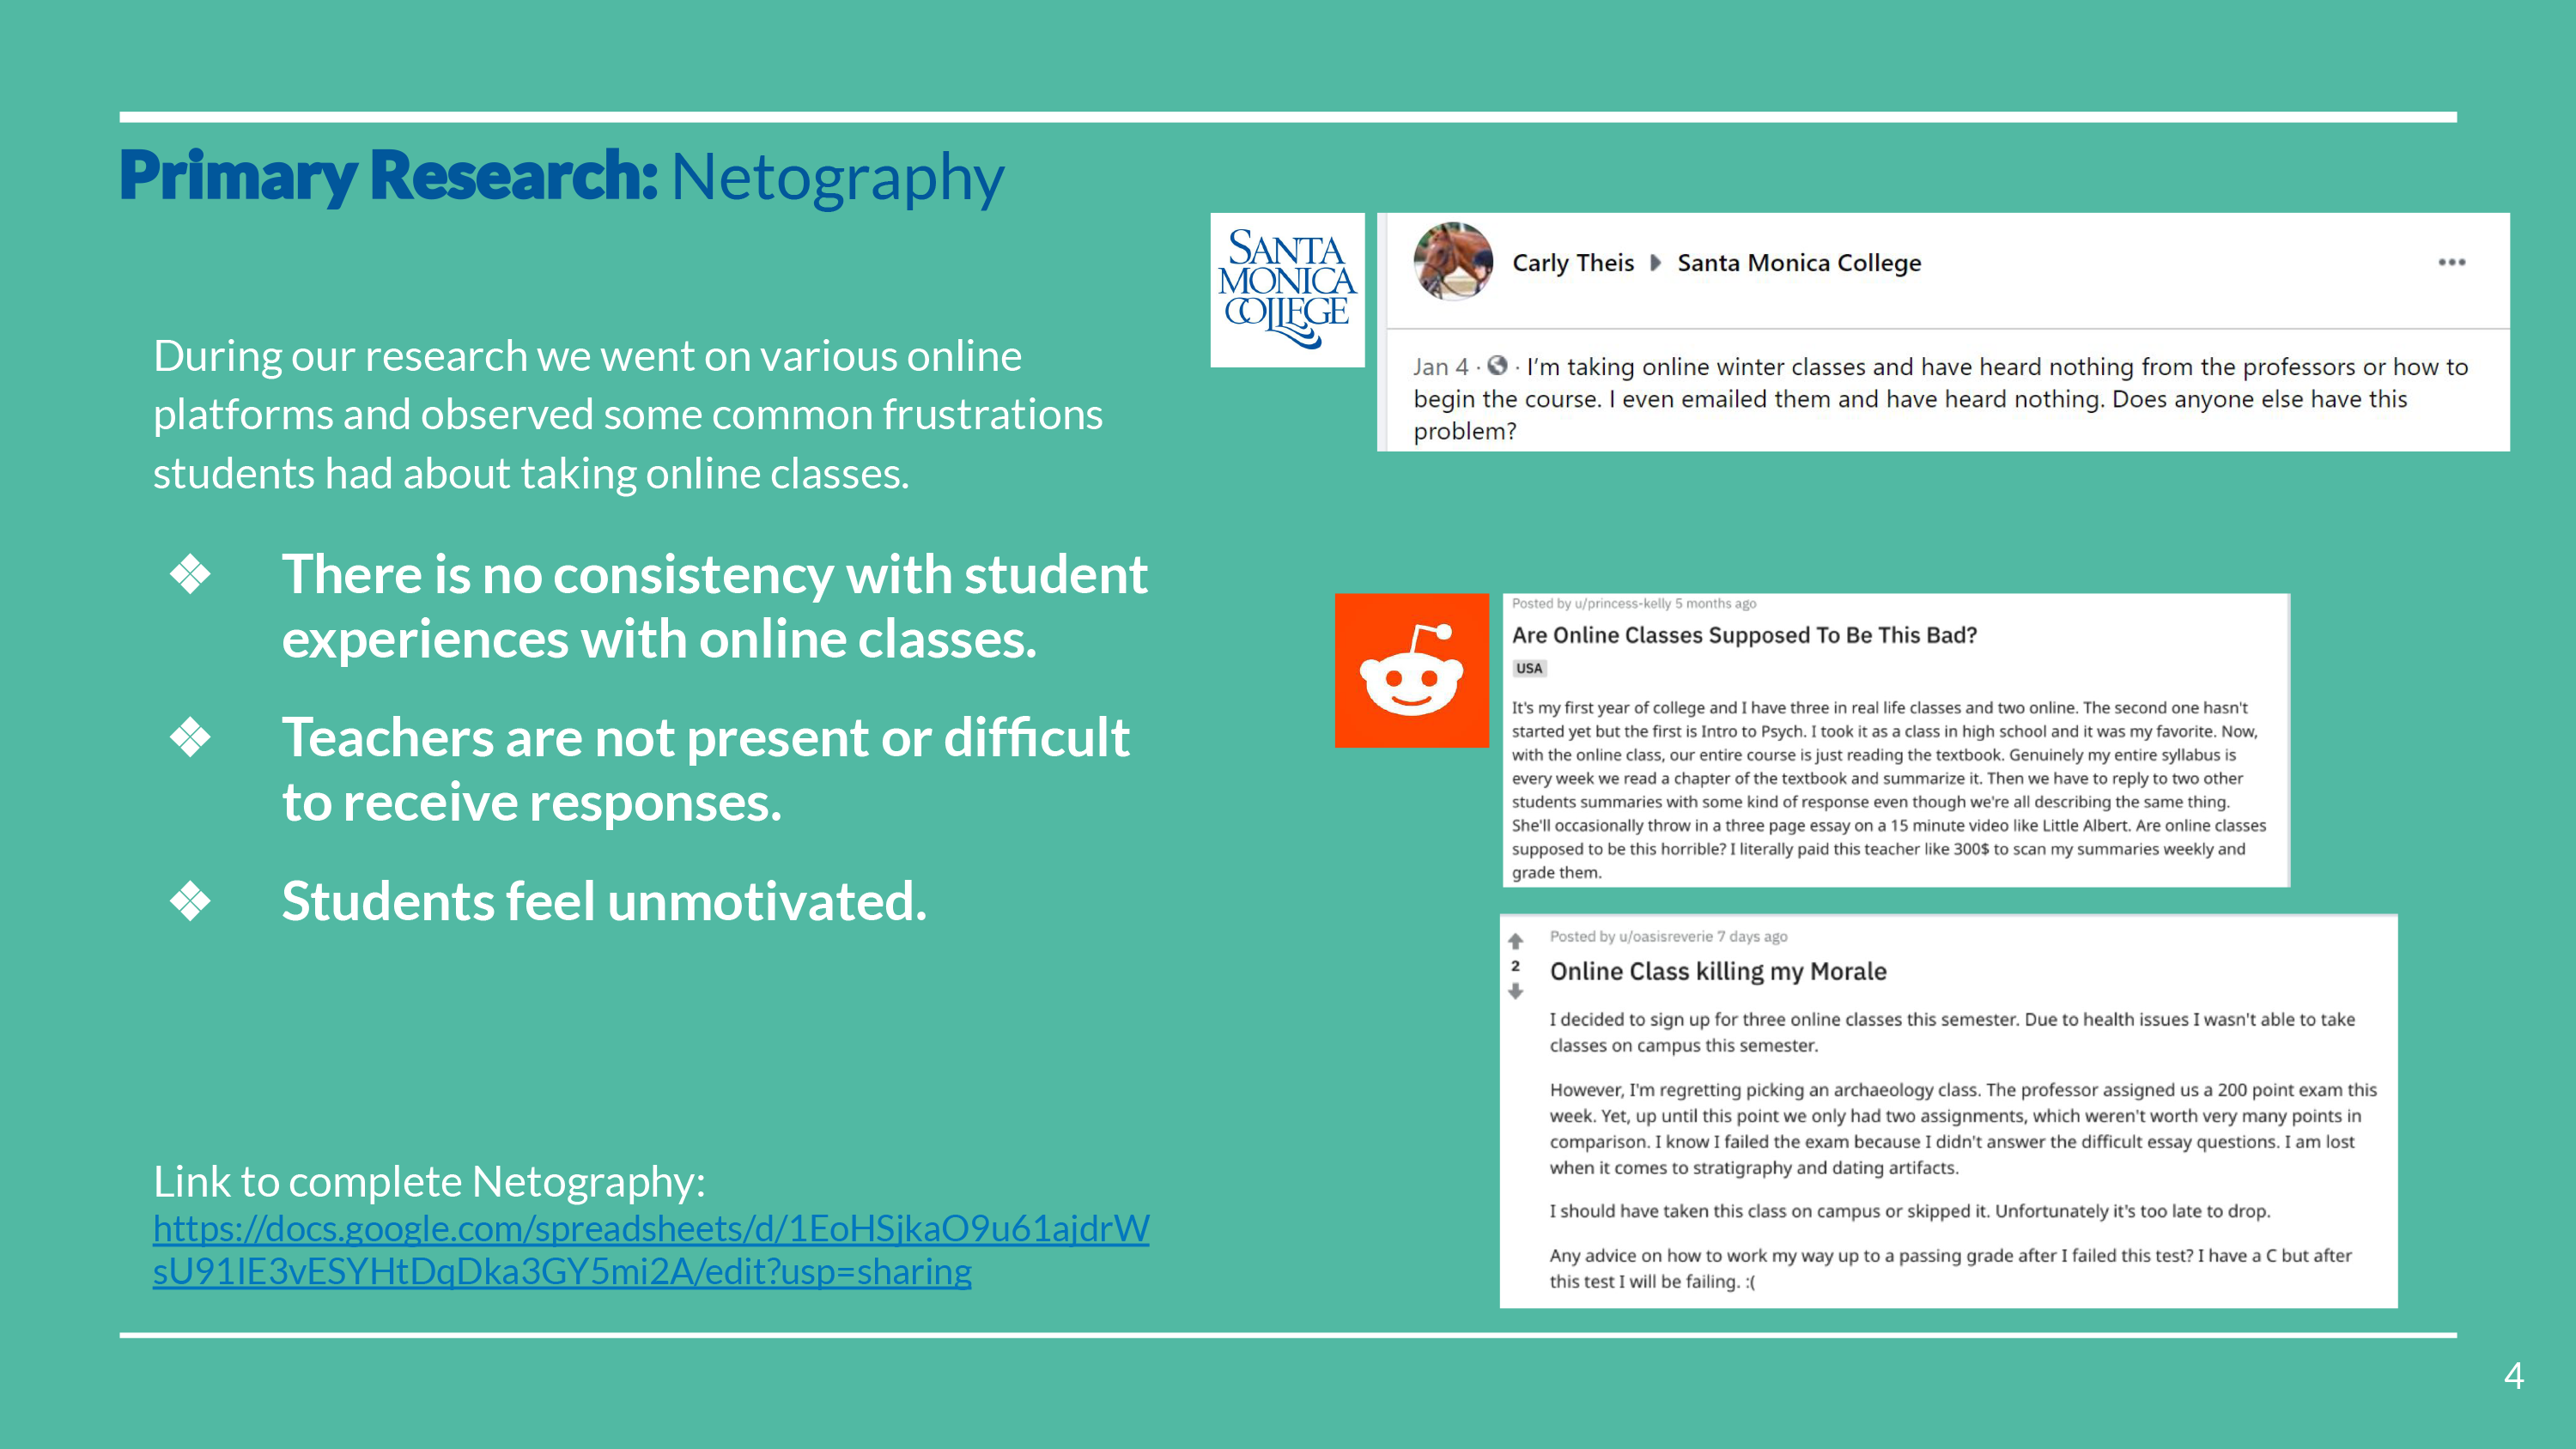 Primary Research: Netography
During our research we went on various online
platforms and observed some common frustrations
students had about taking online classes.
❖ There is no consistency with student
experiences with online classes.
❖ Teachers are not present or difficult
to receive responses.
❖ Students feel unmotivated.
Link to complete Netography:
https://docs.google.com/spreadsheets/d/1EoHSjkaO9u61ajdrW
sU91IE3vESYHtDqDka3GY5mi2A/edit?usp=sharing
SANTA
MONICA
COLLEGE
Carly Theis ▸ Santa Monica College
Jan 4 · I’m taking online winter classes and have heard nothing from the professors or how to
begin the course. I even emailed them and have heard nothing. Does anyone else have this
problem?
Posted by u/princess-kelly 5 months ago
Are Online Classes Supposed To Be This Bad?
USA
It's my first year of college and I have three in real life classes and two online. The second one hasn't
started yet but the first is Intro to Psych. I took it as a class in high school and it was my favorite. Now,
with the online class, our entire course is just reading the textbook. Genuinely my entire syllabus is
every week we read a chapter of the textbook and summarize it. Then we have to reply to two other
students summaries with some kind of response even though we're all describing the same thing.
She'll occasionally throw in a three page essay on a 15 minute video like Little Albert. Are online classes
supposed to be this horrible? I literally paid this teacher like 300$ to scan my summaries weekly and
grade them.
Posted by u/oasisreverie 7 days ago
2
Online Class killing my Morale
I decided to sign up for three online classes this semester. Due to health issues I wasn't able to take
classes on campus this semester.
However, I'm regretting picking an archaeology class. The professor assigned us a 200 point exam this
week. Yet, up until this point we only had two assignments, which weren't worth very many points in
comparison. I know I failed the exam because I didn't answer the difficult essay questions. I am lost
when it comes to stratigraphy and dating artifacts.
I should have taken this class on campus or skipped it. Unfortunately it's too late to drop.
Any advice on how to work my way up to a passing grade after I failed this test? I have a C but after
this test I will be failing. :(
4